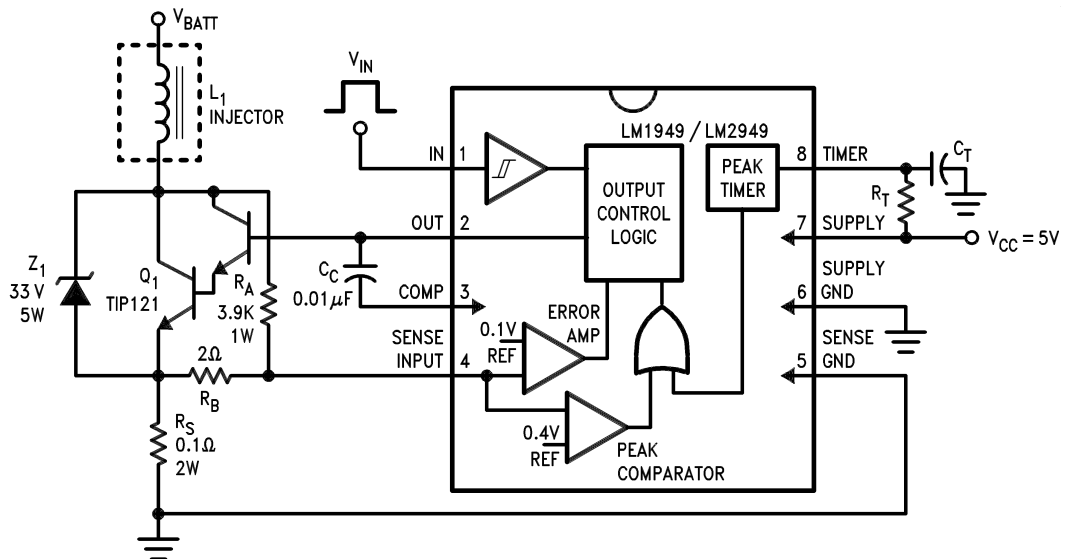 V_BATT
L₁
INJECTOR
V_IN
LM1949 / LM2949
IN 1
OUTPUT
CONTROL
LOGIC
PEAK
TIMER
8 TIMER
C_T
R_T
OUT 2
7 SUPPLY
V_CC = 5V
Z₁
33 V
5W
Q₁
TIP121
R_A
3.9K
1W
C_C
0.01μF
COMP 3
SUPPLY
6 GND
ERROR
AMP
0.1V
REF
SENSE
INPUT 4
SENSE
5 GND
2Ω
R_B
R_S
0.1Ω
2W
0.4V
REF
PEAK
COMPARATOR